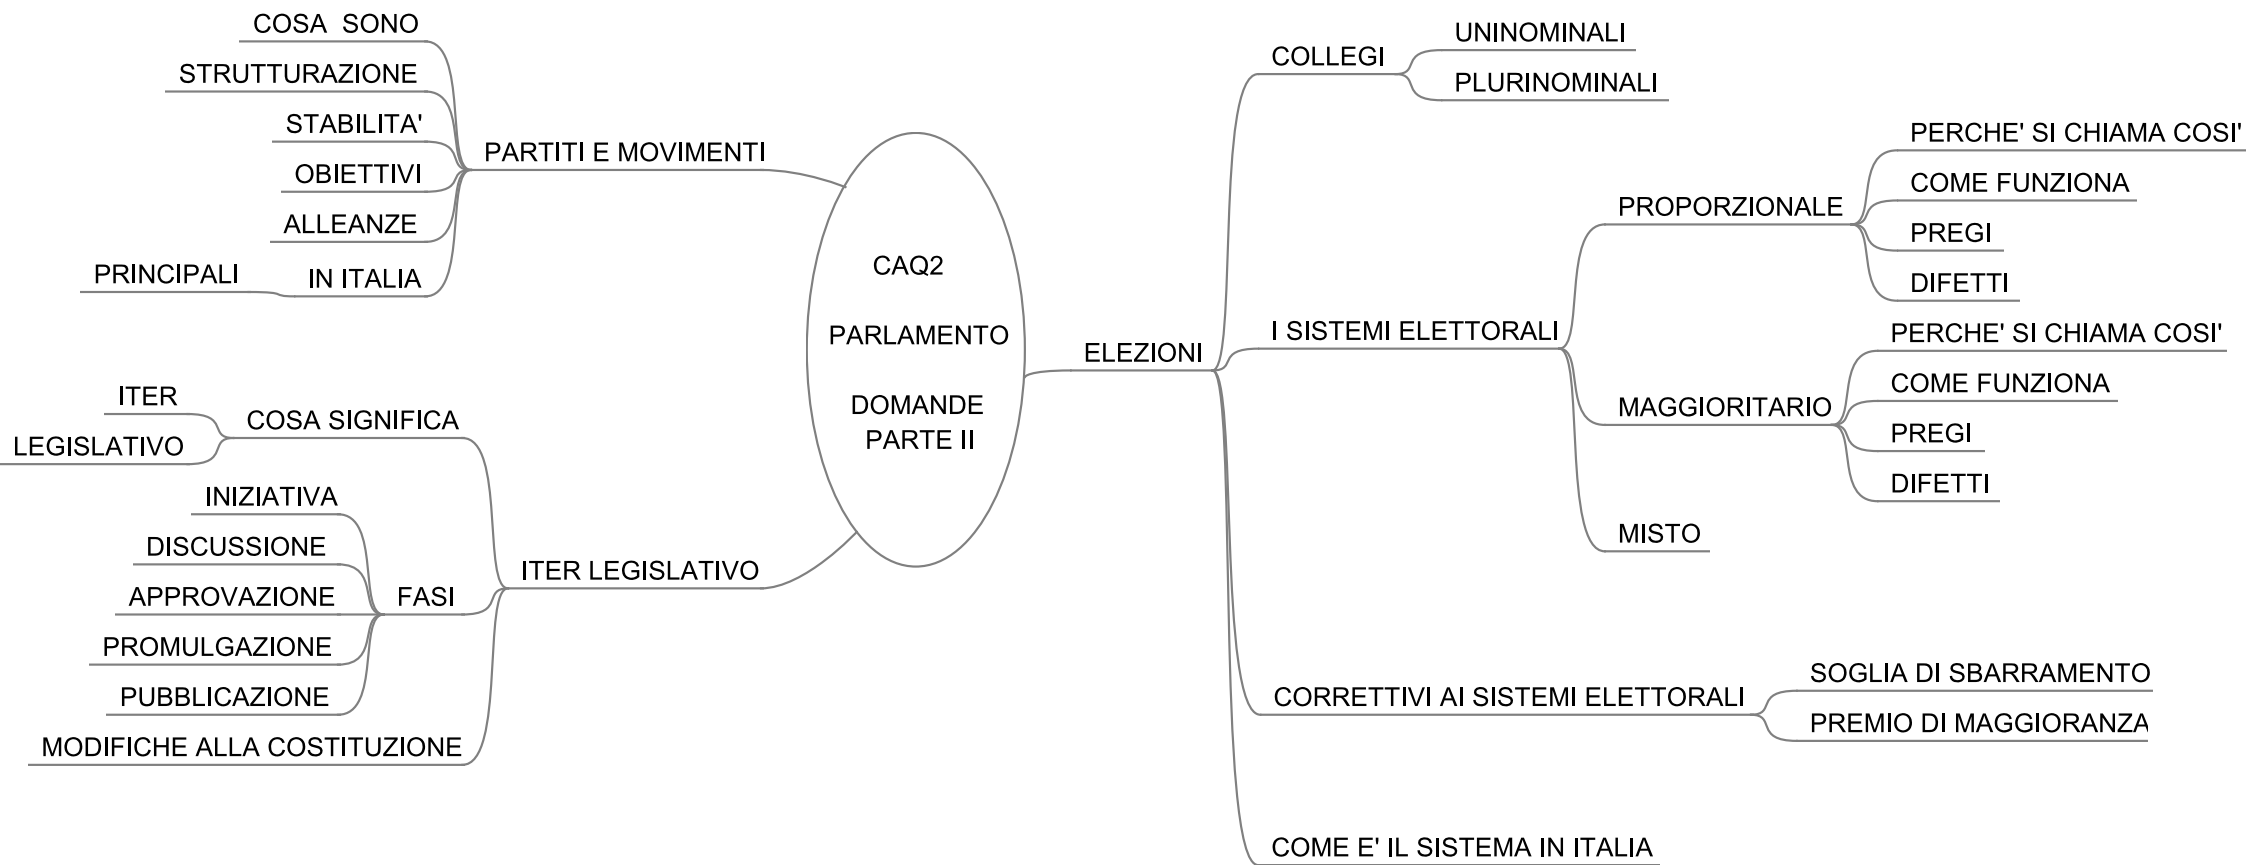 CAQ2
PARLAMENTO
DOMANDE
PARTE II
PARTITI E MOVIMENTI
COSA  SONO
STRUTTURAZIONE
STABILITA'
OBIETTIVI
ALLEANZE
IN ITALIA
PRINCIPALI
ITER LEGISLATIVO
COSA SIGNIFICA
ITER
LEGISLATIVO
FASI
INIZIATIVA
DISCUSSIONE
APPROVAZIONE
PROMULGAZIONE
PUBBLICAZIONE
MODIFICHE ALLA COSTITUZIONE
ELEZIONI
COLLEGI
UNINOMINALI
PLURINOMINALI
I SISTEMI ELETTORALI
PROPORZIONALE
PERCHE' SI CHIAMA COSI'
COME FUNZIONA
PREGI
DIFETTI
MAGGIORITARIO
PERCHE' SI CHIAMA COSI'
COME FUNZIONA
PREGI
DIFETTI
MISTO
CORRETTIVI AI SISTEMI ELETTORALI
SOGLIA DI SBARRAMENTO
PREMIO DI MAGGIORANZA
COME E' IL SISTEMA IN ITALIA